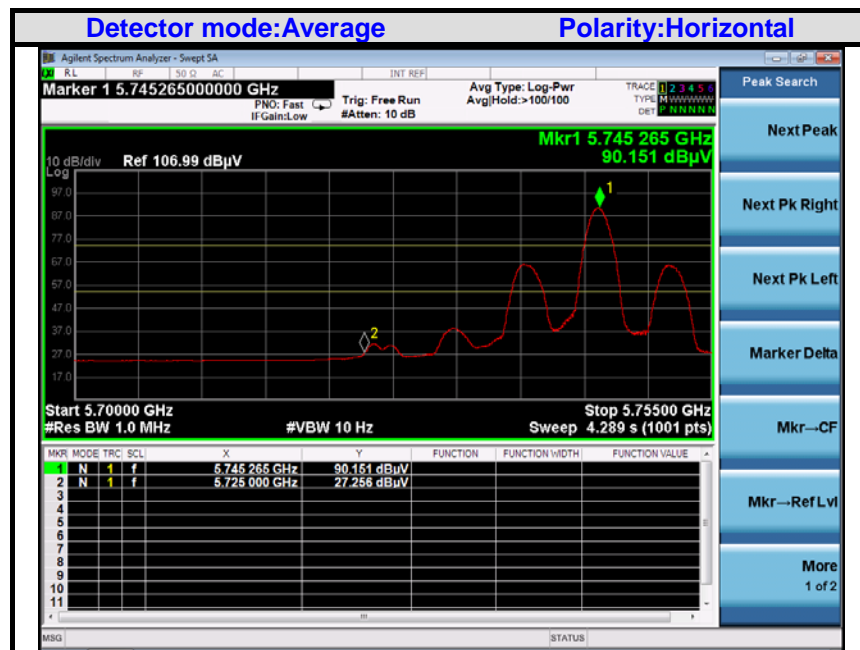 Detector mode:Average Polarity:Horizontal
Agilent Spectrum Analyzer - Swept SA
RL RF 50 Ω AC INT REF
Marker 1 5.745265000000 GHz
PNO: Fast
IFGain:Low
Trig: Free Run
#Atten: 10 dB
Avg Type: Log-Pwr
Avg|Hold:>100/100
TRACE 1 2 3 4 5 6
TYPE M WWWWW
DET P N N N N N
Peak Search
Mkr1 5.745 265 GHz
90.151 dBµV
10 dB/div Ref 106.99 dBµV
Log
97.0
87.0
77.0
67.0
57.0
47.0
37.0
27.0
17.0
1
2
Start 5.70000 GHz Stop 5.75500 GHz
#Res BW 1.0 MHz #VBW 10 Hz Sweep 4.289 s (1001 pts)
MKR MODE TRC SCL X Y FUNCTION FUNCTION WIDTH FUNCTION VALUE
1 N 1 f 5.745 265 GHz 90.151 dBµV
2 N 1 f 5.725 000 GHz 27.256 dBµV
3
4
5
6
7
8
9
10
11
MSG STATUS
Next Peak
Next Pk Right
Next Pk Left
Marker Delta
Mkr→CF
Mkr→Ref Lvl
More
1 of 2